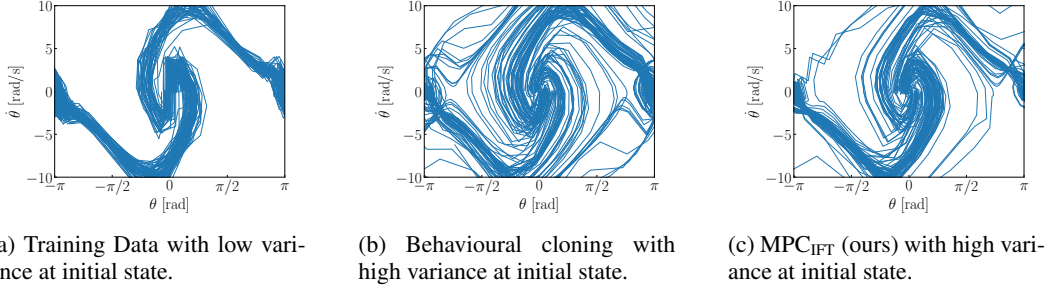 10
5
0
−5
−10
θ̇ [rad/s]
−π −π/2 0 π/2 π
θ [rad]
a) Training Data with low vari-
nce at initial state.
10
5
0
−5
−10
θ̇ [rad/s]
−π −π/2 0 π/2 π
θ [rad]
(b) Behavioural cloning with
high variance at initial state.
10
5
0
−5
−10
θ̇ [rad/s]
−π −π/2 0 π/2 π
θ [rad]
(c) MPC_IFT (ours) with high vari-
ance at initial state.